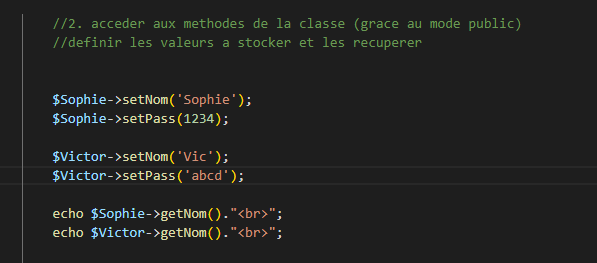 //2. acceder aux methodes de la classe (grace au mode public)
//definir les valeurs a stocker et les recuperer
$Sophie->setNom('Sophie');
$Sophie->setPass(1234);
$Victor->setNom('Vic');
$Victor->setPass('abcd');
echo $Sophie->getNom()."<br>";
echo $Victor->getNom()."<br>";